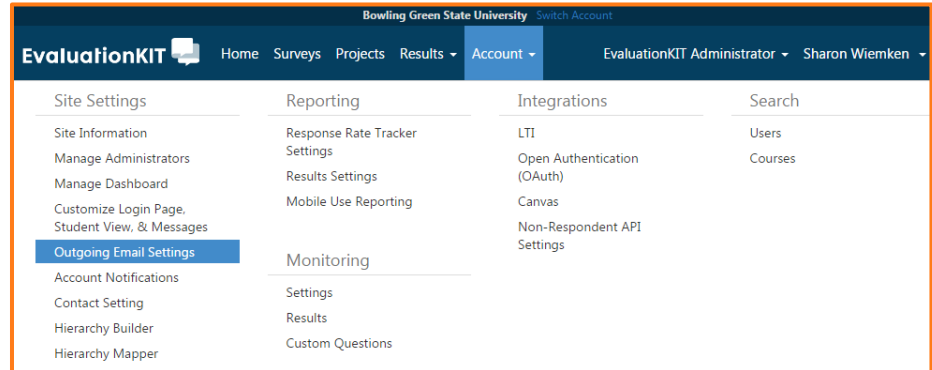 Bowling Green State University Switch Account
EvaluationKIT Home Surveys Projects Results Account EvaluationKIT Administrator Sharon Wiemken
Site Settings
Site Information
Manage Administrators
Manage Dashboard
Customize Login Page,
Student View, & Messages
Outgoing Email Settings
Account Notifications
Contact Setting
Hierarchy Builder
Hierarchy Mapper
Reporting
Response Rate Tracker
Settings
Results Settings
Mobile Use Reporting
Monitoring
Settings
Results
Custom Questions
Integrations
LTI
Open Authentication
(OAuth)
Canvas
Non-Respondent API
Settings
Search
Users
Courses